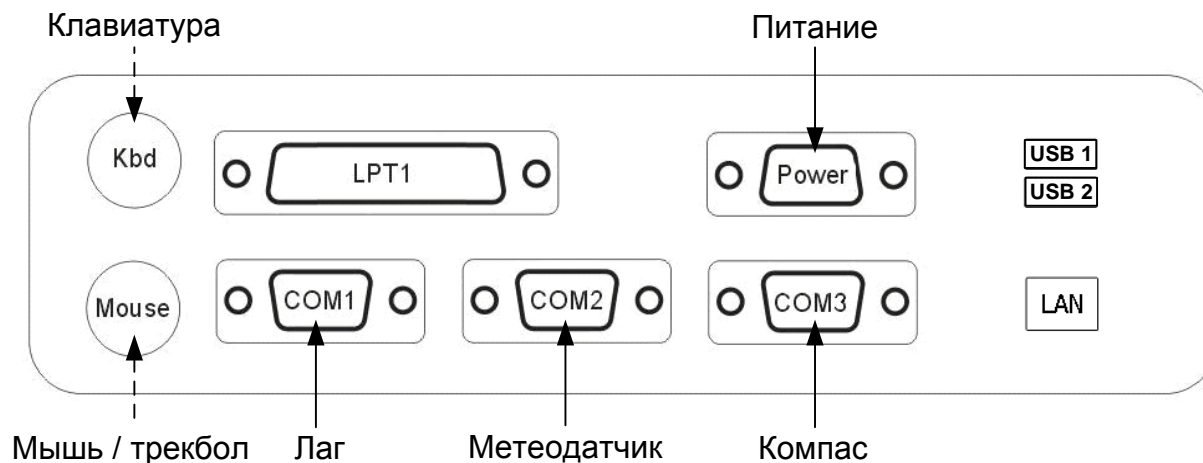 Клавиатура
Питание
Kbd
LPT1
Power
USB 1
USB 2
Mouse
COM1
COM2
COM3
LAN
Мышь / трекбол
Лаг
Метеодатчик
Компас